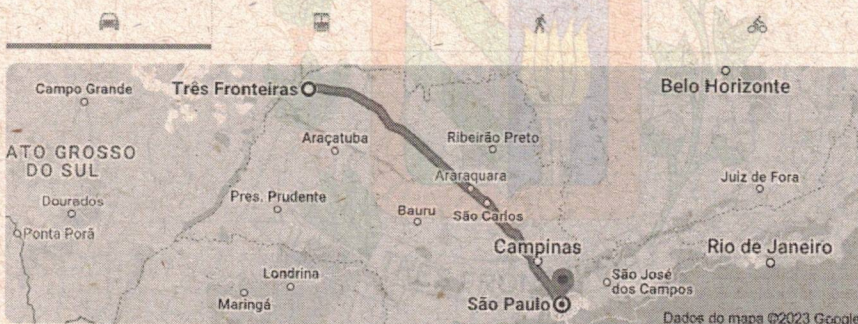 Campo Grande
Três Fronteiras
Belo Horizonte
ATO GROSSO
DO SUL
Araçatuba
Ribeirão Preto
Araraquara
Juiz de Fora
Dourados
Pres. Prudente
Bauru
São Carlos
Ponta Porã
Campinas
Rio de Janeiro
Londrina
São José
dos Campos
Maringá
São Paulo
Dados do mapa ©2023 Google